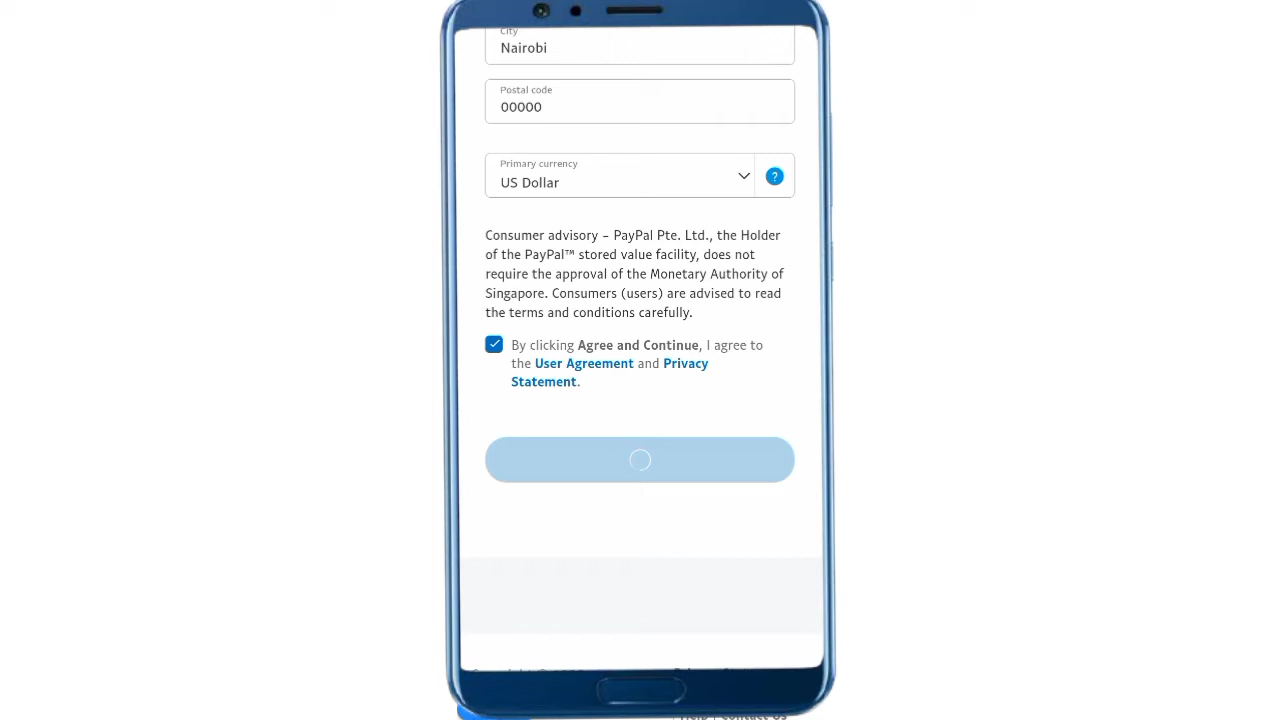 City
Nairobi
Postal code
00000
Primary currency
US Dollar
?
Consumer advisory – PayPal Pte. Ltd., the Holder
of the PayPal™ stored value facility, does not
require the approval of the Monetary Authority of
Singapore. Consumers (users) are advised to read
the terms and conditions carefully.
By clicking Agree and Continue, I agree to
the User Agreement and Privacy
Statement.
Help | Contact Us